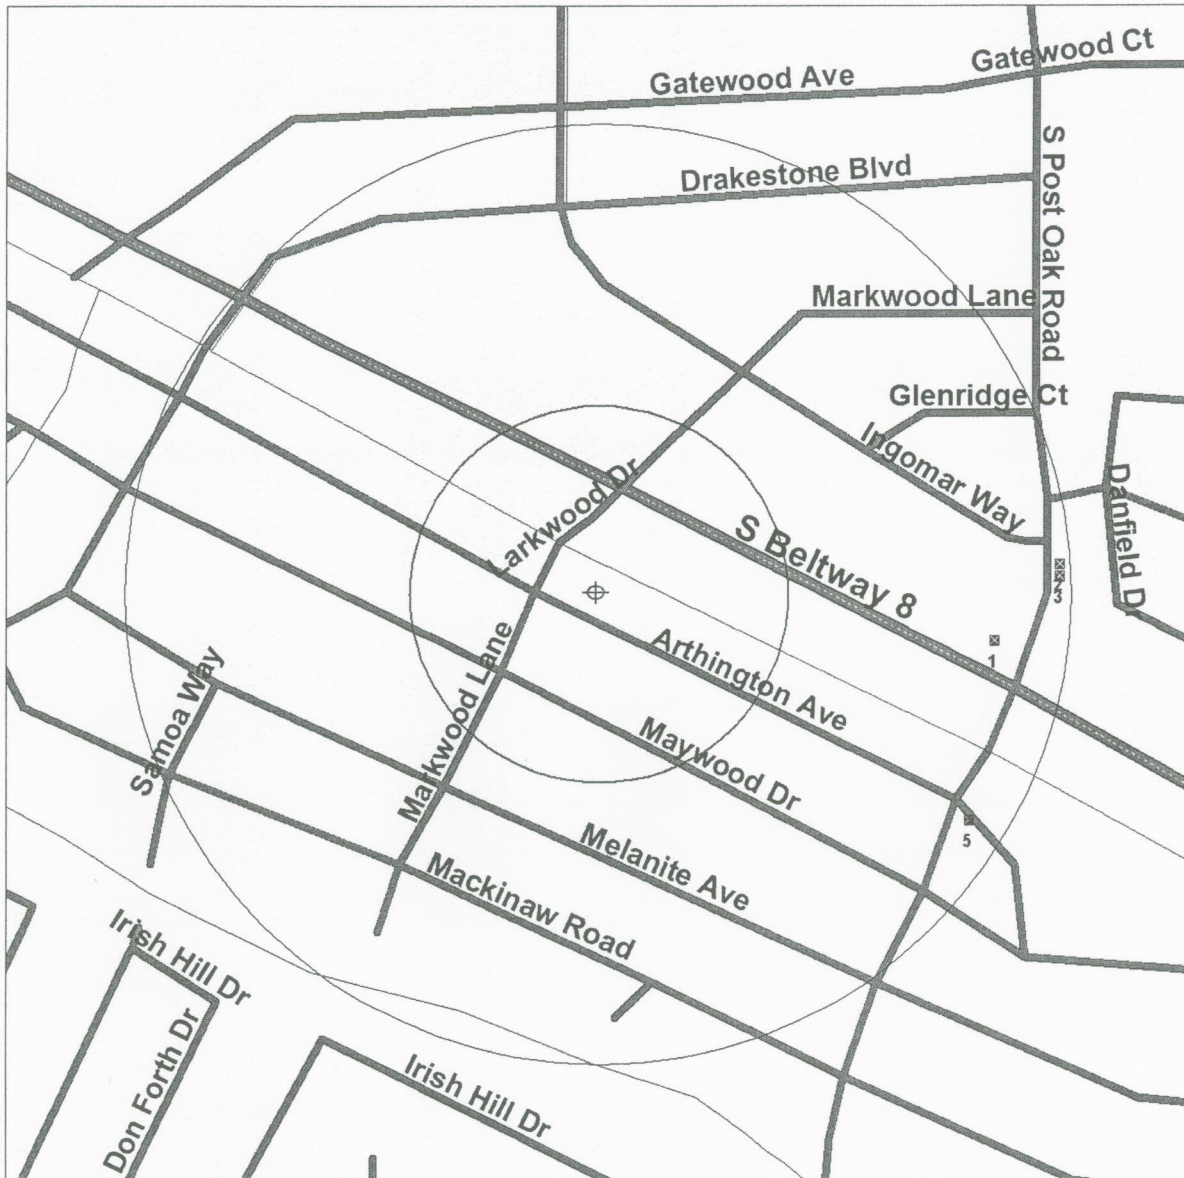 Gatewood Ct
Gatewood Ave
S Post Oak Road
Drakestone Blvd
Markwood Lane
Glenridge Ct
Ingomar Way
Danfield Dr
Larkwood Dr
S Beltway 8
2
3
1
Arthington Ave
Markwood Lane
Samoa Way
Maywood Dr
5
Melanite Ave
Mackinaw Road
Irish Hill Dr
Don Forth Dr
Irish Hill Dr